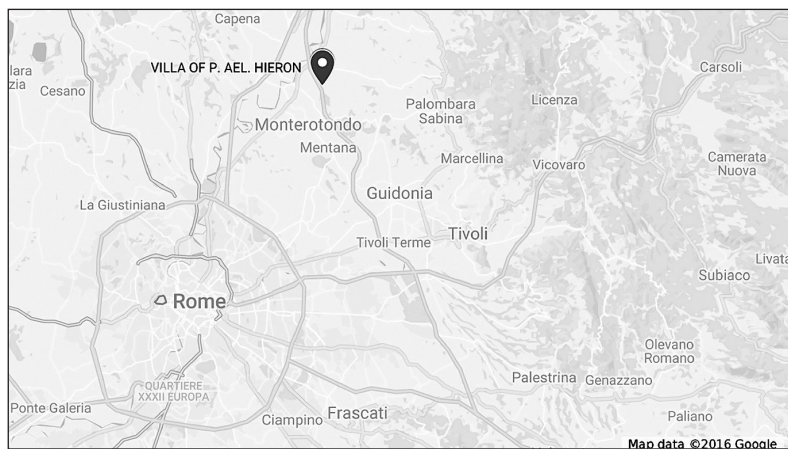 Capena
VILLA OF P. AEL. HIERON
Carsoli
lara
zia
Cesano
Palombara
Sabina
Licenza
Monterotondo
Mentana
Marcellina
Vicovaro
Camerata
Nuova
Guidonia
La Giustiniana
Tivoli
Tivoli Terme
Livata
Subiaco
Rome
Olevano
Romano
Palestrina
Genazzano
QUARTIERE
XXXII EUROPA
Ponte Galeria
Ciampino
Frascati
Paliano
Map data ©2016 Google